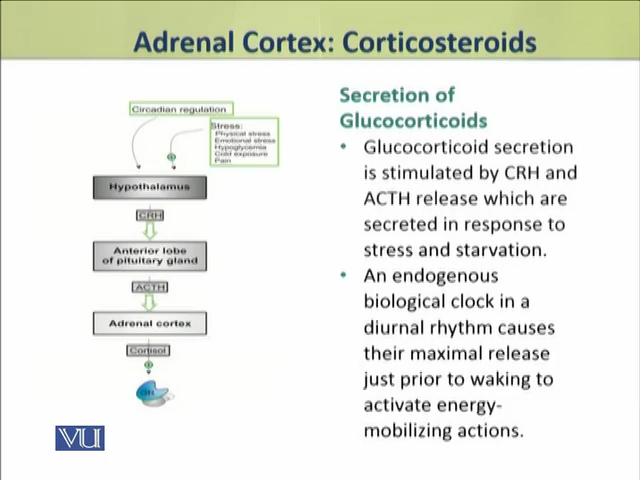 Adrenal Cortex: Corticosteroids
Circadian regulation
Stress:
Physical stress
Emotional stress
Hypoglycemia
Cold exposure
Pain
Hypothalamus
CRH
Anterior lobe
of pituitary gland
ACTH
Adrenal cortex
Cortisol
GR
Secretion of
Glucocorticoids
• Glucocorticoid secretion
is stimulated by CRH and
ACTH release which are
secreted in response to
stress and starvation.
• An endogenous
biological clock in a
diurnal rhythm causes
their maximal release
just prior to waking to
activate energy-
mobilizing actions.
VU